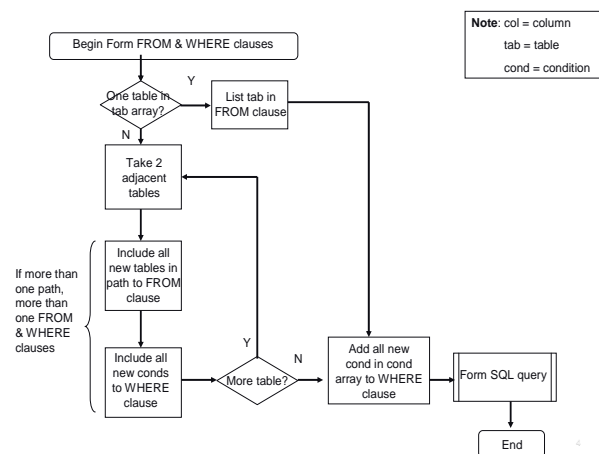 Begin Form FROM & WHERE clauses
Note: col = column
tab = table
cond = condition
Y
One table in
tab array?
List tab in
FROM clause
N
Take 2
adjacent
tables
If more than
one path,
more than
one FROM
& WHERE
clauses
Include all
new tables in
path to FROM
clause
Include all
new conds
to WHERE
clause
Y
More table?
N
Add all new
cond in cond
array to WHERE
clause
Form SQL query
End